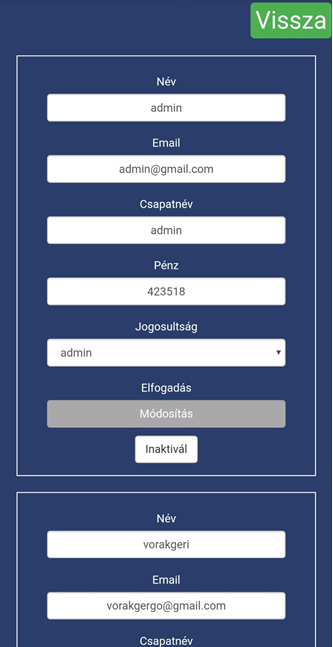 Vissza
Név
admin
Email
admin@gmail.com
Csapatnév
admin
Pénz
423518
Jogosultság
admin
Elfogadás
Módosítás
Inaktivál
Név
vorakgeri
Email
vorakgergo@gmail.com
Csapatnév